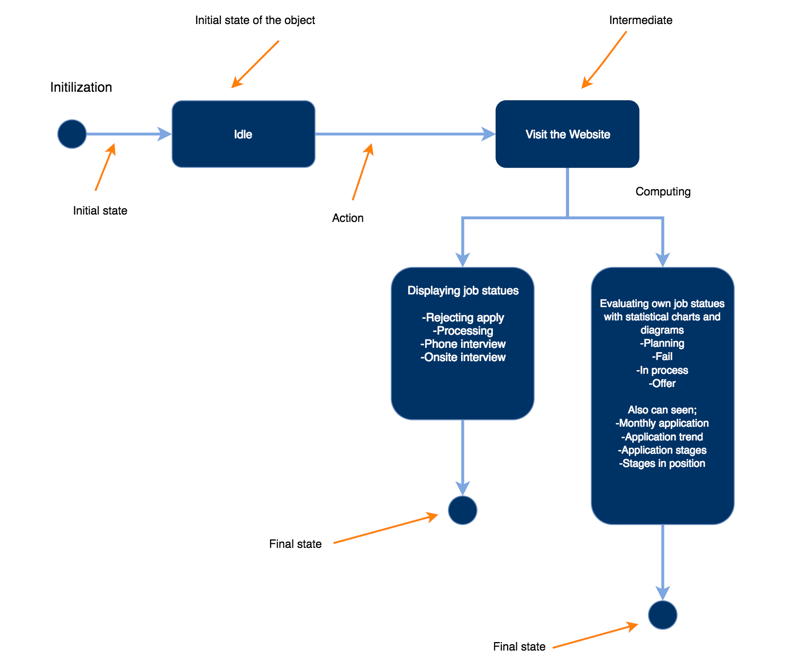 Initial state of the object
Intermediate
Initilization
Idle
Visit the Website
Initial state
Action
Computing
Displaying job statues
-Rejecting apply
-Processing
-Phone interview
-Onsite interview
Evaluating own job statues
with statistical charts and
diagrams
-Planning
-Fail
-In process
-Offer
Also can seen;
-Monthly application
-Application trend
-Application stages
-Stages in position
Final state
Final state